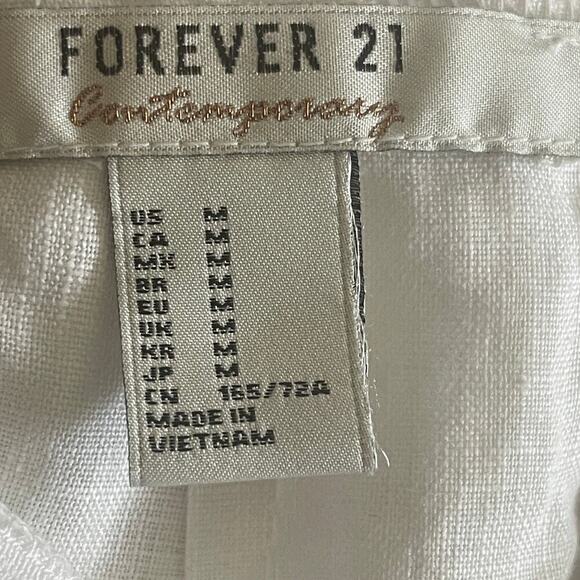 FOREVER 21
Contemporary
US M
CA M
MX M
BR M
EU M
UK M
KR M
JP M
CN 165/72A
MADE IN
VIETNAM